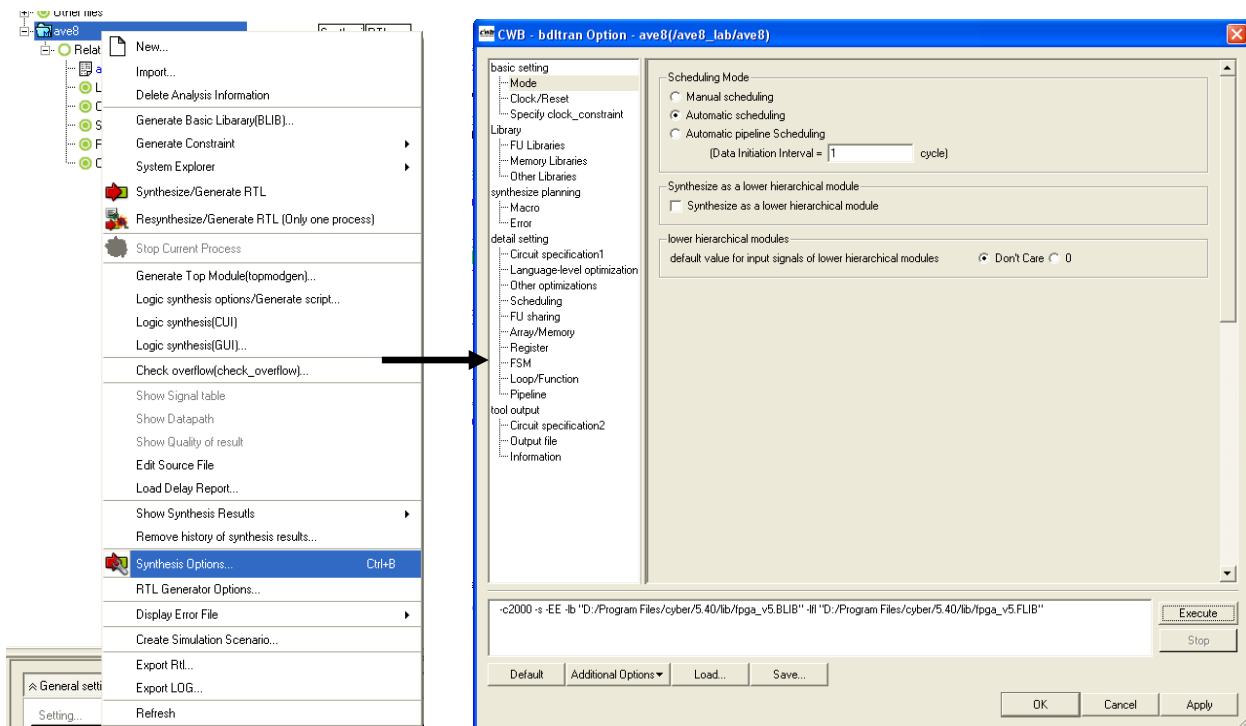 Other files
ave8
Relat
New...
Import...
Delete Analysis Information
Generate Basic Libarary(BLIB)...
Generate Constraint
System Explorer
Synthesize/Generate RTL
Resynthesize/Generate RTL (Only one process)
Stop Current Process
Generate Top Module(topmodgen)...
Logic synthesis options/Generate script...
Logic synthesis(CUI)
Logic synthesis(GUI)...
Check overflow(check_overflow)...
Show Signal table
Show Datapath
Show Quality of result
Edit Source File
Load Delay Report...
Show Synthesis Resutls
Remove history of synthesis results...
Synthesis Options... Ctrl+B
RTL Generator Options...
Display Error File
Create Simulation Scenario...
Export Rtl...
Export LOG...
Refresh
General setti
Setting...
CWB - bdltran Option - ave8(/ave8_lab/ave8)
basic setting
Mode
Clock/Reset
Specify clock_constraint
Library
FU Libraries
Memory Libraries
Other Libraries
synthesize planning
Macro
Error
detail setting
Circuit specification1
Language-level optimization
Other optimizations
Scheduling
FU sharing
Array/Memory
Register
FSM
Loop/Function
Pipeline
tool output
Circuit specification2
Output file
Information
Scheduling Mode
Manual scheduling
Automatic scheduling
Automatic pipeline Scheduling
(Data Initiation Interval = 1 cycle)
Synthesize as a lower hierarchical module
Synthesize as a lower hierarchical module
lower hierarchical modules
default value for input signals of lower hierarchical modules Don't Care 0
-c2000 -s -EE -lb "D:/Program Files/cyber/5.40/lib/fpga_v5.BLIB" -lfl "D:/Program Files/cyber/5.40/lib/fpga_v5.FLIB"
Execute
Stop
Default Additional Options Load... Save...
OK Cancel Apply